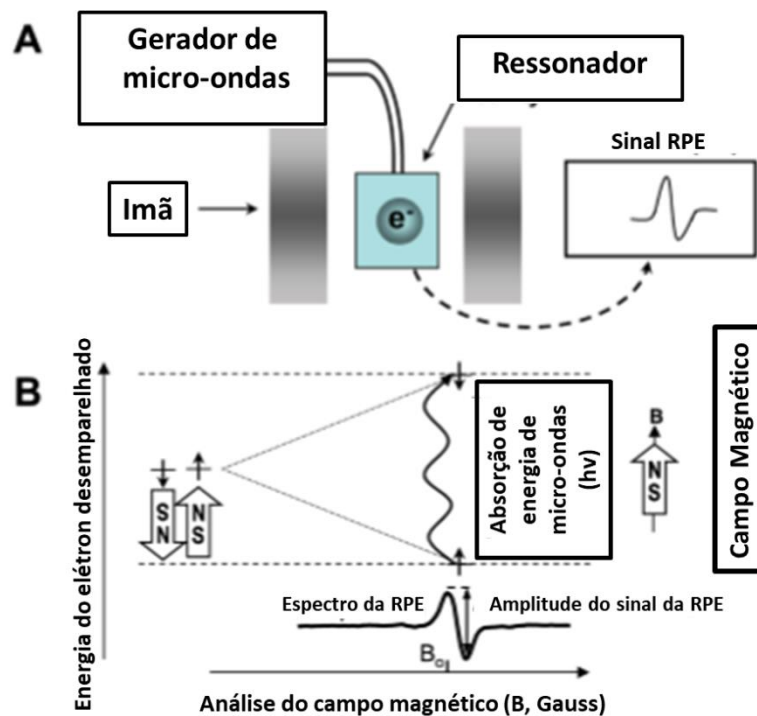 A
Gerador de
micro-ondas
Ressonador
Sinal RPE
Imã
e-
B
Energia do elétron desemparelhado
S
N
N
S
Absorção de
energia de
micro-ondas
(hv)
B
N
S
Campo Magnético
Espectro da RPE
Amplitude do sinal da RPE
B₀
Análise do campo magnético (B, Gauss)